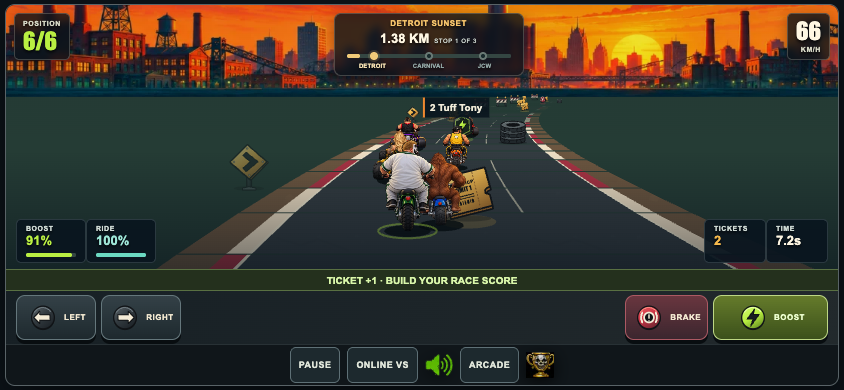 POSITION
6/6
DETROIT SUNSET
1.38 KM STOP 1 OF 3
DETROIT CARNIVAL JCW
66
KM/H
2 Tuff Tony
BOOST
91%
RIDE
100%
TICKETS
2
TIME
7.2s
TICKET +1 · BUILD YOUR RACE SCORE
LEFT
RIGHT
BRAKE
BOOST
PAUSE
ONLINE VS
ARCADE